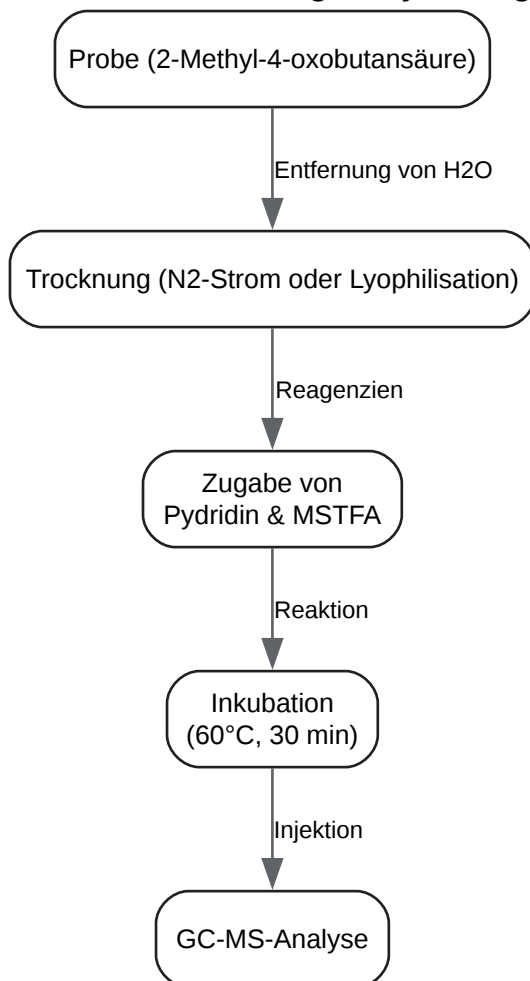 Probe (2-Methyl-4-oxobutansäure)
Entfernung von H2O
Trocknung (N2-Strom oder Lyophilisation)
Reagenzien
Zugabe von
Pydridin & MSTFA
Reaktion
Inkubation
(60°C, 30 min)
Injektion
GC-MS-Analyse